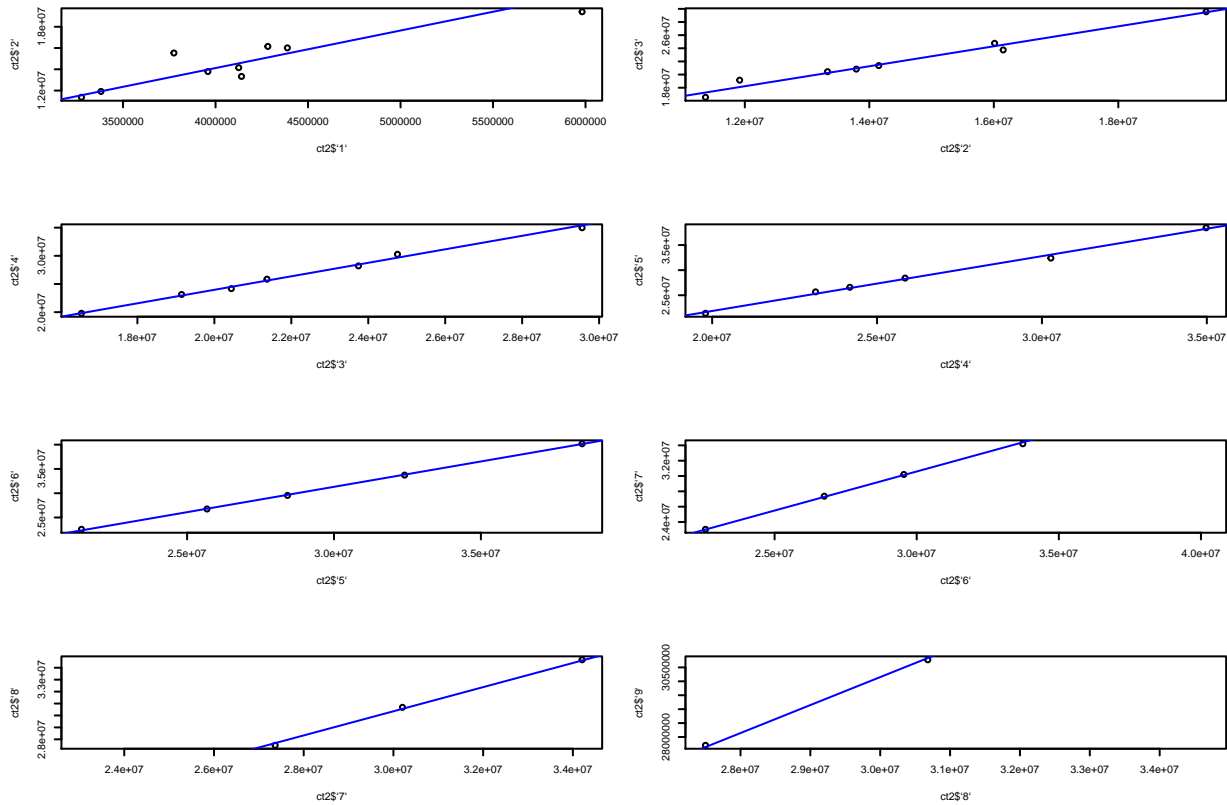 ct2$‘2‘
1.2e+07 1.8e+07
3500000 4000000 4500000 5000000 5500000 6000000
ct2$‘1‘
ct2$‘3‘
1.8e+07 2.6e+07
1.2e+07 1.4e+07 1.6e+07 1.8e+07
ct2$‘2‘
ct2$‘4‘
2.0e+07 3.0e+07
1.8e+07 2.0e+07 2.2e+07 2.4e+07 2.6e+07 2.8e+07 3.0e+07
ct2$‘3‘
ct2$‘5‘
2.5e+07 3.5e+07
2.0e+07 2.5e+07 3.0e+07 3.5e+07
ct2$‘4‘
ct2$‘6‘
2.5e+07 3.5e+07
2.5e+07 3.0e+07 3.5e+07
ct2$‘5‘
ct2$‘7‘
2.4e+07 3.2e+07
2.5e+07 3.0e+07 3.5e+07 4.0e+07
ct2$‘6‘
ct2$‘8‘
2.8e+07 3.3e+07
2.4e+07 2.6e+07 2.8e+07 3.0e+07 3.2e+07 3.4e+07
ct2$‘7‘
ct2$‘9‘
28000000 30500000
2.8e+07 2.9e+07 3.0e+07 3.1e+07 3.2e+07 3.3e+07 3.4e+07
ct2$‘8‘